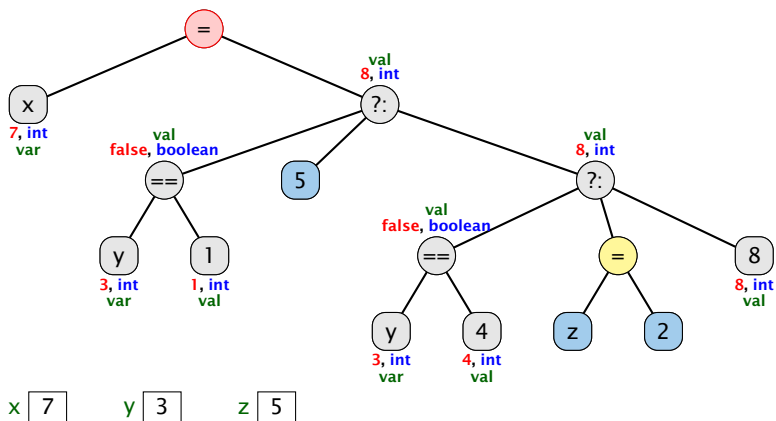 =
val
8, int
x
?:
7, int
var
val
false, boolean
val
8, int
==
5
?:
val
false, boolean
y
1
==
=
8
3, int
var
1, int
val
8, int
val
y
4
z
2
3, int
var
4, int
val
x 7 y 3 z 5